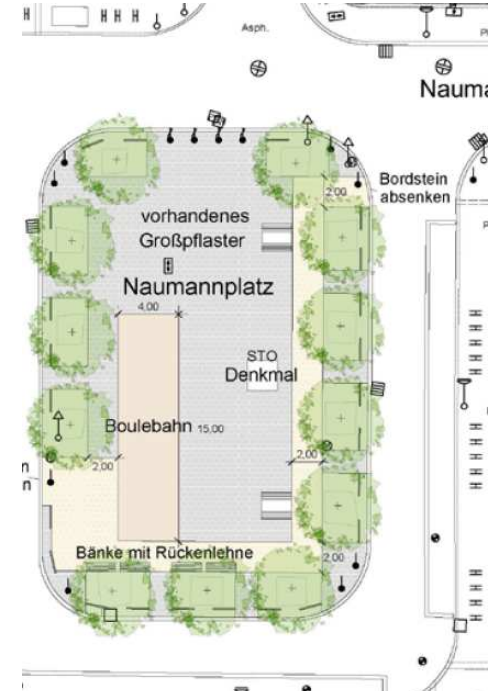 Asph.
Nauma
Bordstein
absenken
2,00
vorhandenes
Großpflaster
Naumannplatz
4,00
STO
Denkmal
Boulebahn 15,00
2,00
2,00
n
n
Bänke mit Rückenlehne
2,00